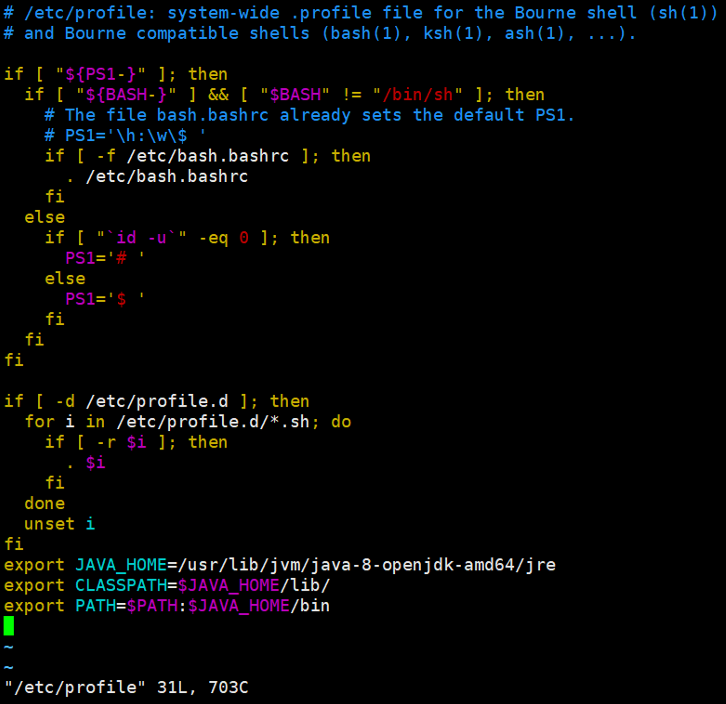 # /etc/profile: system-wide .profile file for the Bourne shell (sh(1))
# and Bourne compatible shells (bash(1), ksh(1), ash(1), ...).

if [ "${PS1-}" ]; then
  if [ "${BASH-}" ] && [ "$BASH" != "/bin/sh" ]; then
    # The file bash.bashrc already sets the default PS1.
    # PS1='\h:\w\$ '
    if [ -f /etc/bash.bashrc ]; then
      . /etc/bash.bashrc
    fi
  else
    if [ "`id -u`" -eq 0 ]; then
      PS1='# '
    else
      PS1='$ '
    fi
  fi
fi

if [ -d /etc/profile.d ]; then
  for i in /etc/profile.d/*.sh; do
    if [ -r $i ]; then
      . $i
    fi
  done
  unset i
fi
export JAVA_HOME=/usr/lib/jvm/java-8-openjdk-amd64/jre
export CLASSPATH=$JAVA_HOME/lib/
export PATH=$PATH:$JAVA_HOME/bin

~
~
"/etc/profile" 31L, 703C